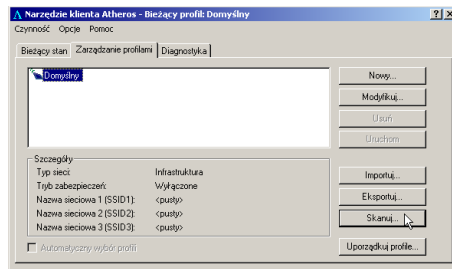 Narzędzie klienta Atheros - Bieżący profil: Domyślny
Czynność Opcje Pomoc
Bieżący stan Zarządzanie profilami Diagnostyka
Domyślny
Nowy...
Modyfikuj...
Usuń
Uruchom
Szczegóły
Typ sieci: Infrastruktura
Tryb zabezpieczeń: Wyłączone
Nazwa sieciowa 1 (SSID1): <pusty>
Nazwa sieciowa 2 (SSID2): <pusty>
Nazwa sieciowa 3 (SSID3): <pusty>
Importuj...
Eksportuj...
Skanuj...
Automatyczny wybór profili
Uporządkuj profile...